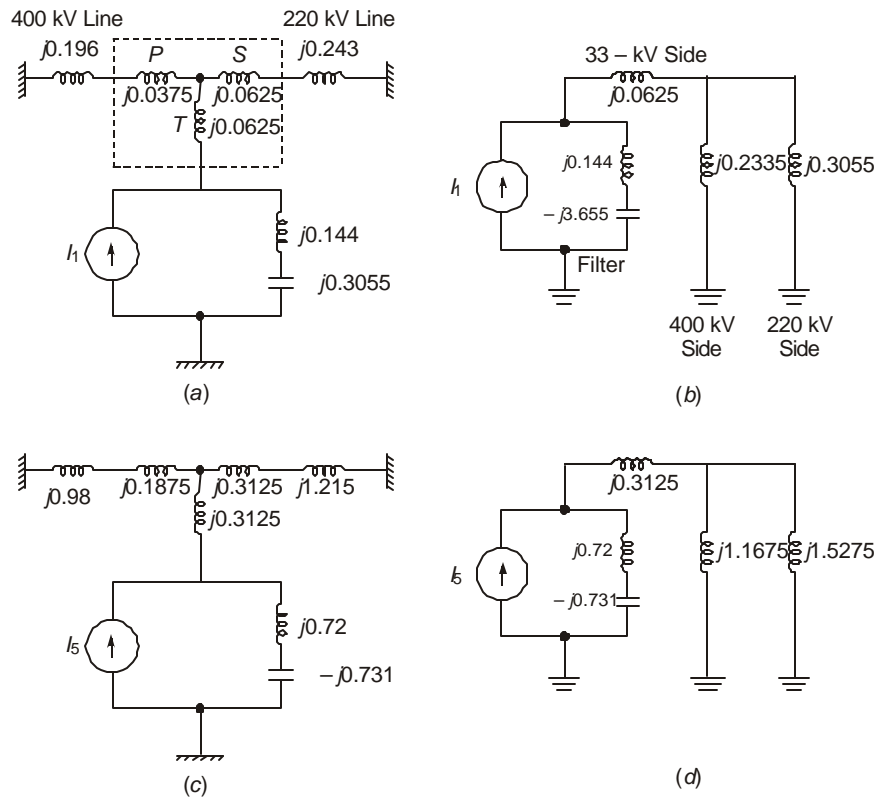 400 kV Line
220 kV Line
j0.196
P
S
j0.243
j0.0375
j0.0625
T
j0.0625
I1
j0.144
j0.3055
(a)
33 – kV Side
j0.0625
I1
j0.144
– j3.655
Filter
j0.2335
j0.3055
400 kV
Side
220 kV
Side
(b)
j0.98
j0.1875
j0.3125
j1.215
j0.3125
I5
j0.72
– j0.731
(c)
j0.3125
I5
j0.72
– j0.731
j1.1675
j1.5275
(d)